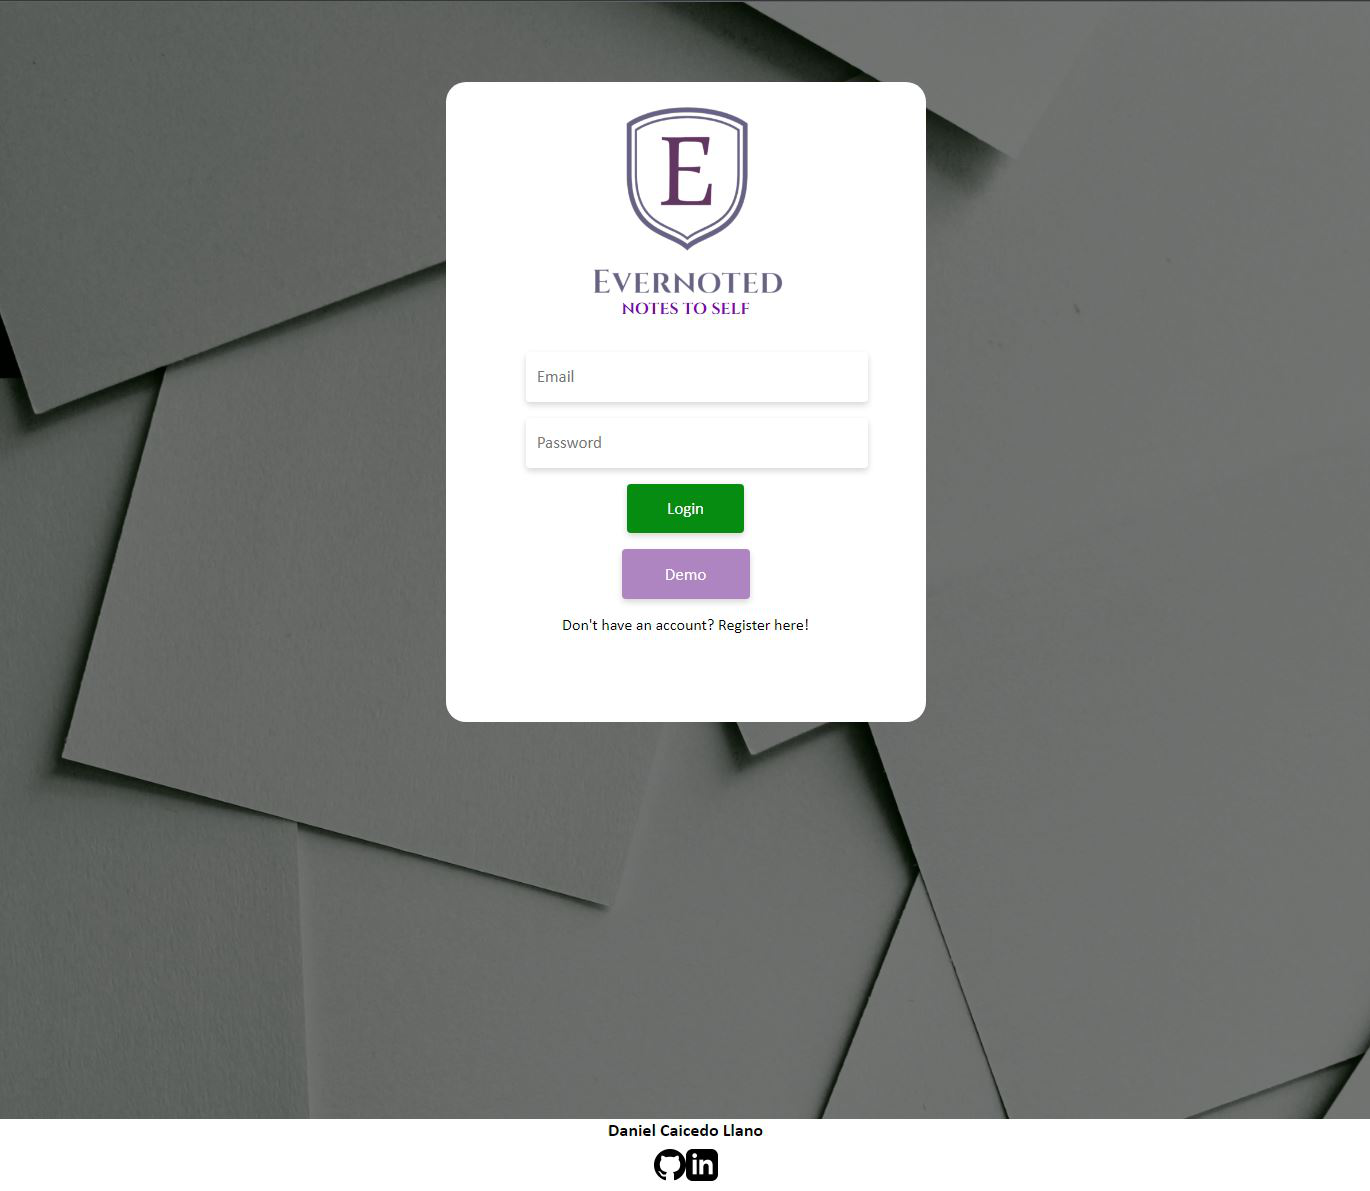 E
EVERNOTED
NOTES TO SELF
Email
Password
Login
Demo
Don't have an account? Register here!
Daniel Caicedo Llano
in